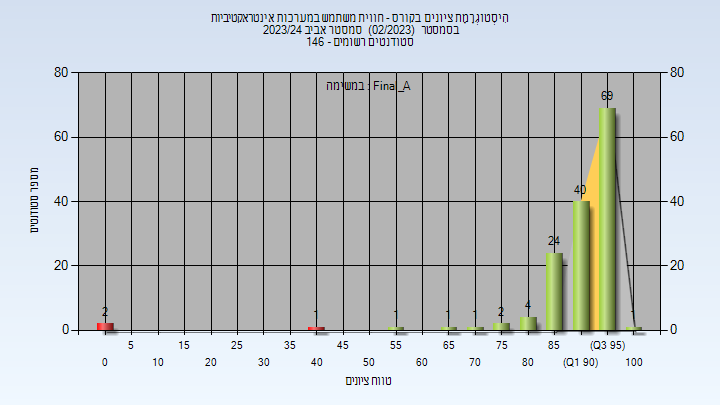 הִיסְטוֹגְרַמַּת ציונים בקורס - חווית משתמש במערכות אינטראקטיביות
בסמסטר (02/2023) סמסטר אביב 2023/24
סטודנטים רשומים - 146
במשימה : Final_A
80 80
60 60
40 40
20 20
0 0
2 1 1 1 1 2 4 24 40 69 1
מספר סטודנטים
5 15 25 35 45 55 65 75 85 (Q3 95)
0 10 20 30 40 50 60 70 80 (Q1 90) 100
טווח ציונים